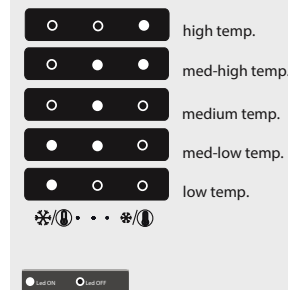 high temp.
med-high temp.
medium temp.
med-low temp.
low temp.
Led ON Led OFF